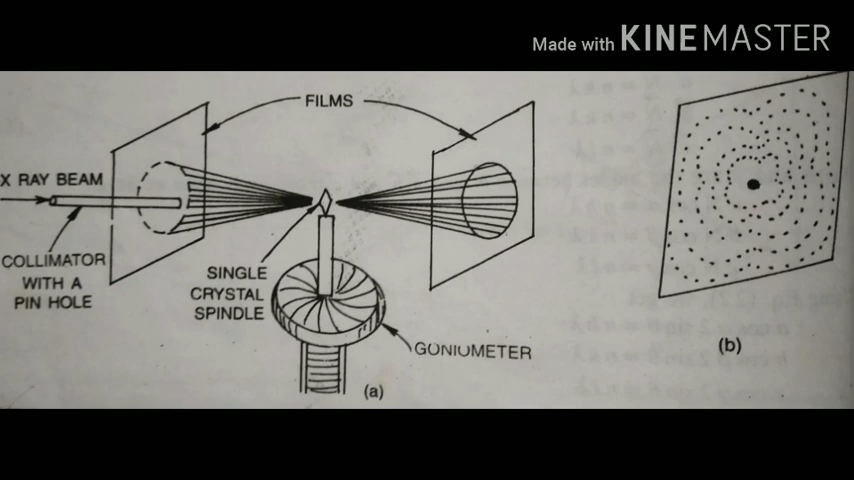 Made with KINEMASTER
FILMS
X RAY BEAM
COLLIMATOR
WITH A
PIN HOLE
SINGLE
CRYSTAL
SPINDLE
GONIOMETER
(a)
(b)